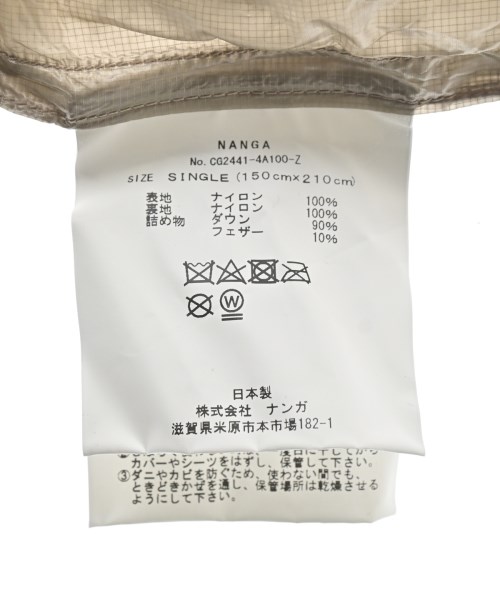 NANGA
No. CG2441-4A100-Z
SIZE SINGLE (150cm×210cm)
表地 ナイロン 100%
裏地 ナイロン 100%
詰め物 ダウン 90%
フェザー 10%
W
日本製
株式会社 ナンガ
滋賀県米原市本市場182-1
カバーやシーツをはずし、保管して下さい。
③ダニやカビを防ぐため、使わない間でも、
ときどきかぜを通し、保管場所は乾燥させる
ようにして下さい。